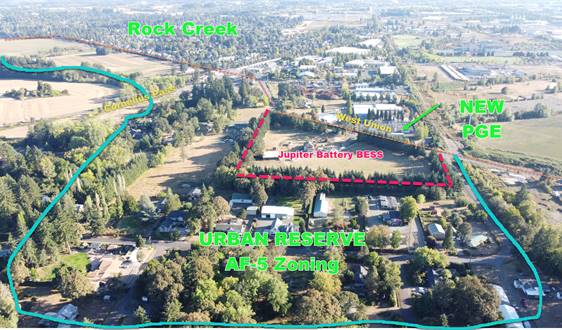 Rock Creek
Cornelius Pass
West Union
NEW
PGE
Jupiter Battery BESS
URBAN RESERVE
AF-5 Zoning